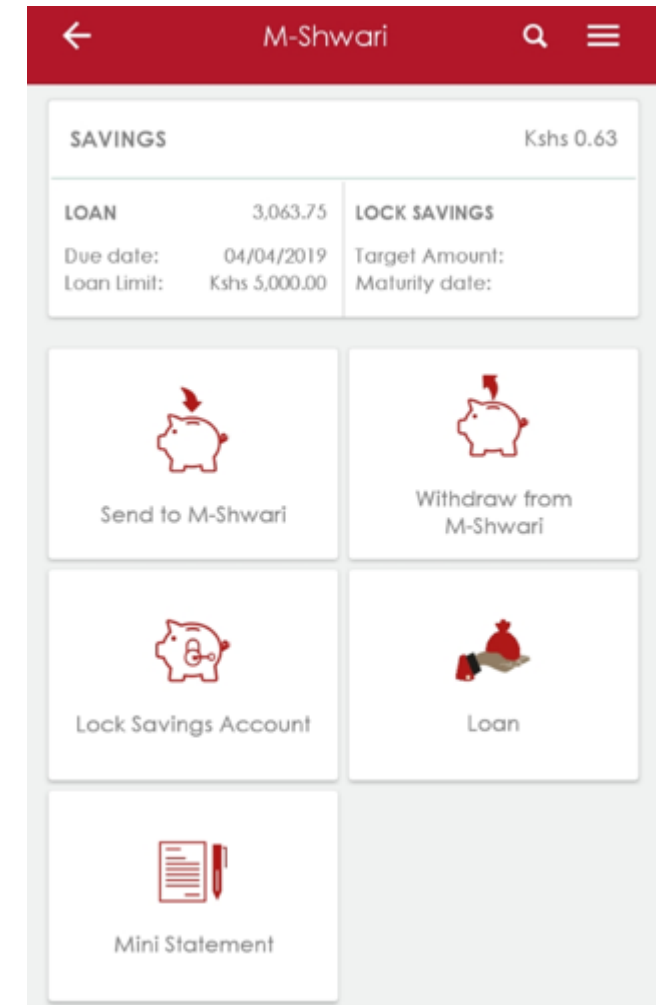 M-Shwari
SAVINGS Kshs 0.63
LOAN 3,063.75 LOCK SAVINGS
Due date: 04/04/2019 Target Amount:
Loan Limit: Kshs 5,000.00 Maturity date:
Send to M-Shwari
Withdraw from
M-Shwari
Lock Savings Account
Loan
Mini Statement